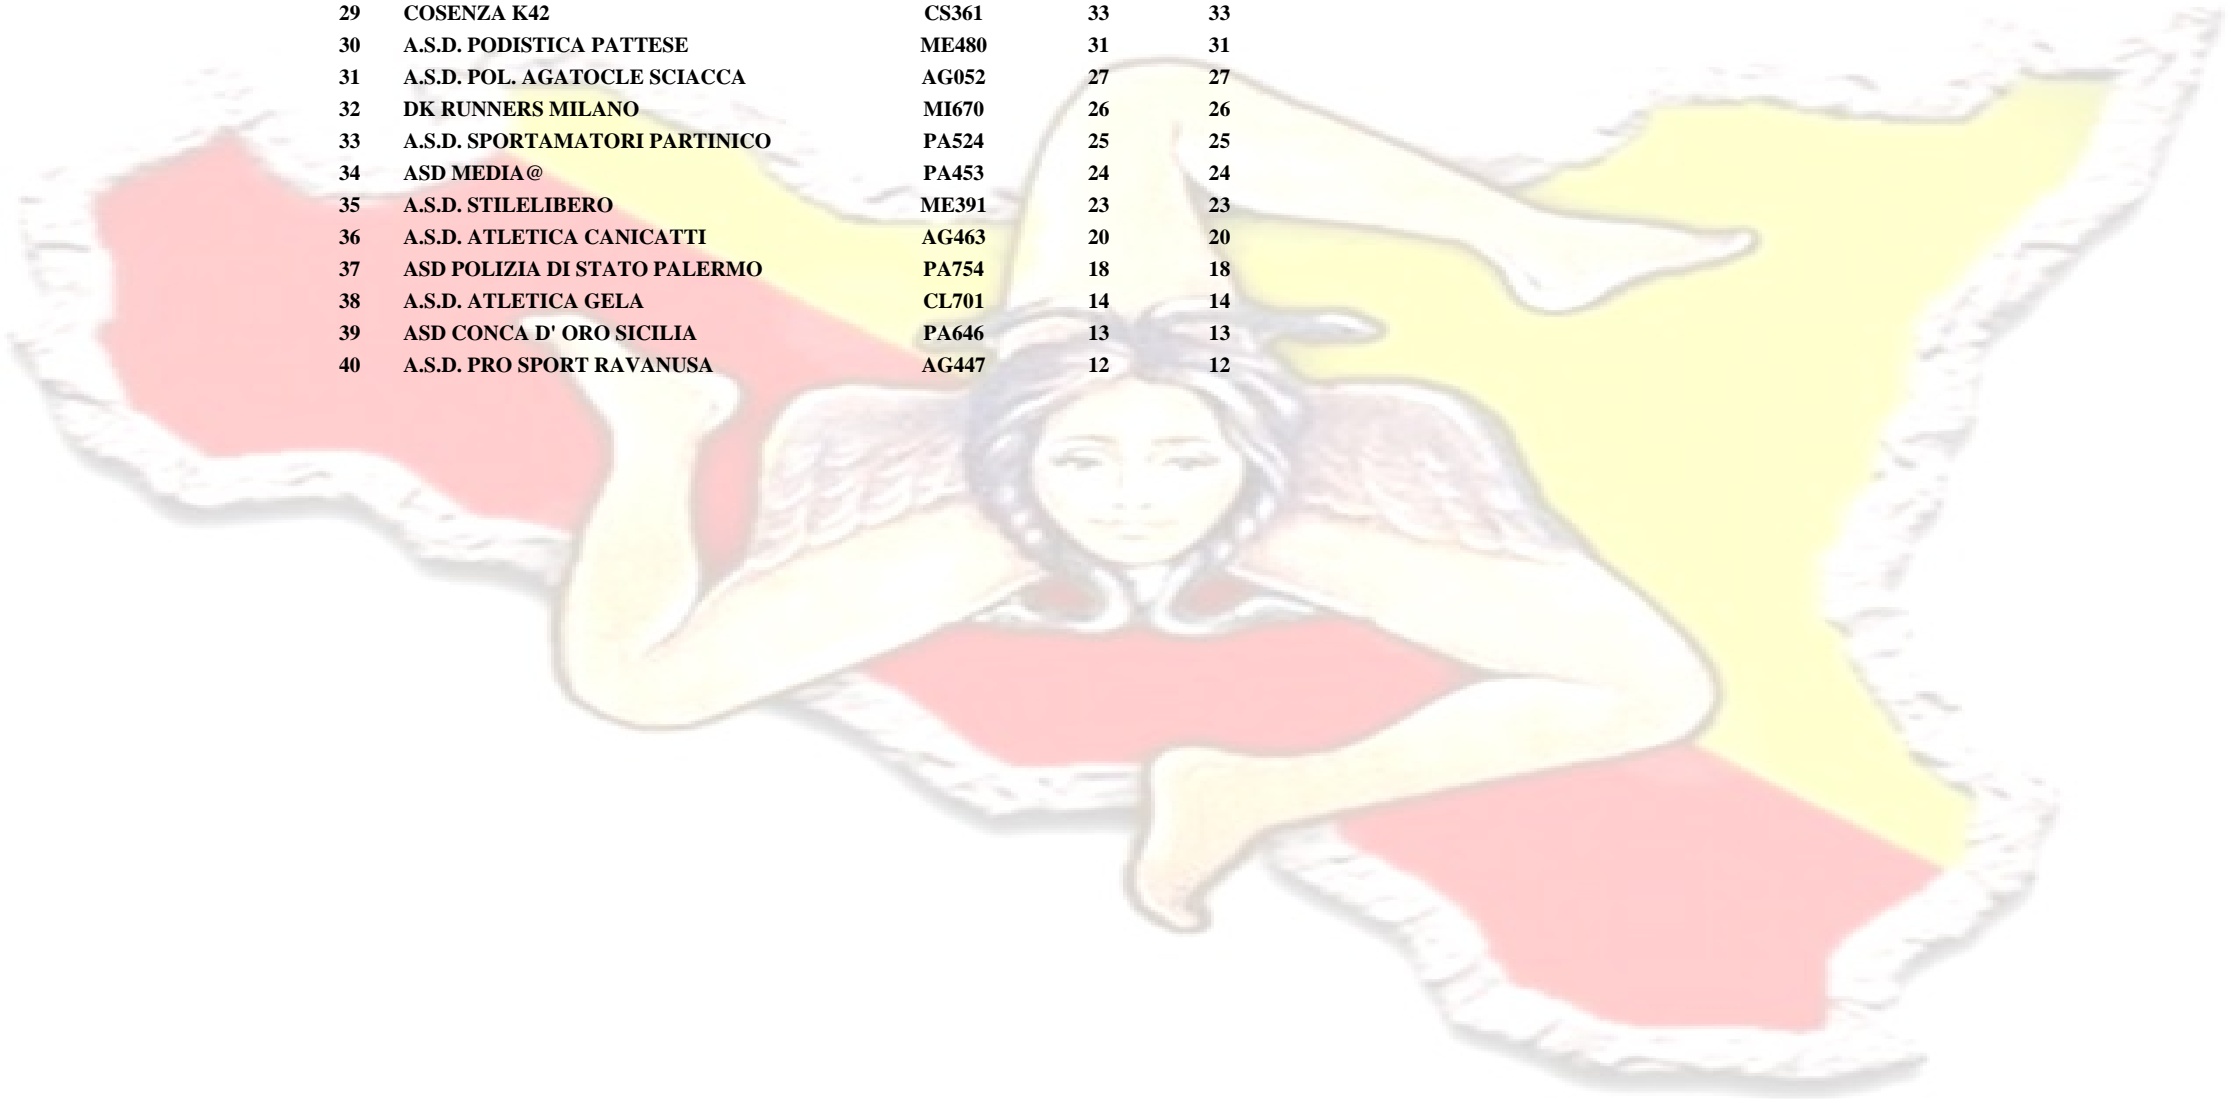 29 COSENZA K42 CS361 33 33
30 A.S.D. PODISTICA PATTESE ME480 31 31
31 A.S.D. POL. AGATOCLE SCIACCA AG052 27 27
32 DK RUNNERS MILANO MI670 26 26
33 A.S.D. SPORTAMATORI PARTINICO PA524 25 25
34 ASD MEDIA@ PA453 24 24
35 A.S.D. STILELIBERO ME391 23 23
36 A.S.D. ATLETICA CANICATTI AG463 20 20
37 ASD POLIZIA DI STATO PALERMO PA754 18 18
38 A.S.D. ATLETICA GELA CL701 14 14
39 ASD CONCA D' ORO SICILIA PA646 13 13
40 A.S.D. PRO SPORT RAVANUSA AG447 12 12